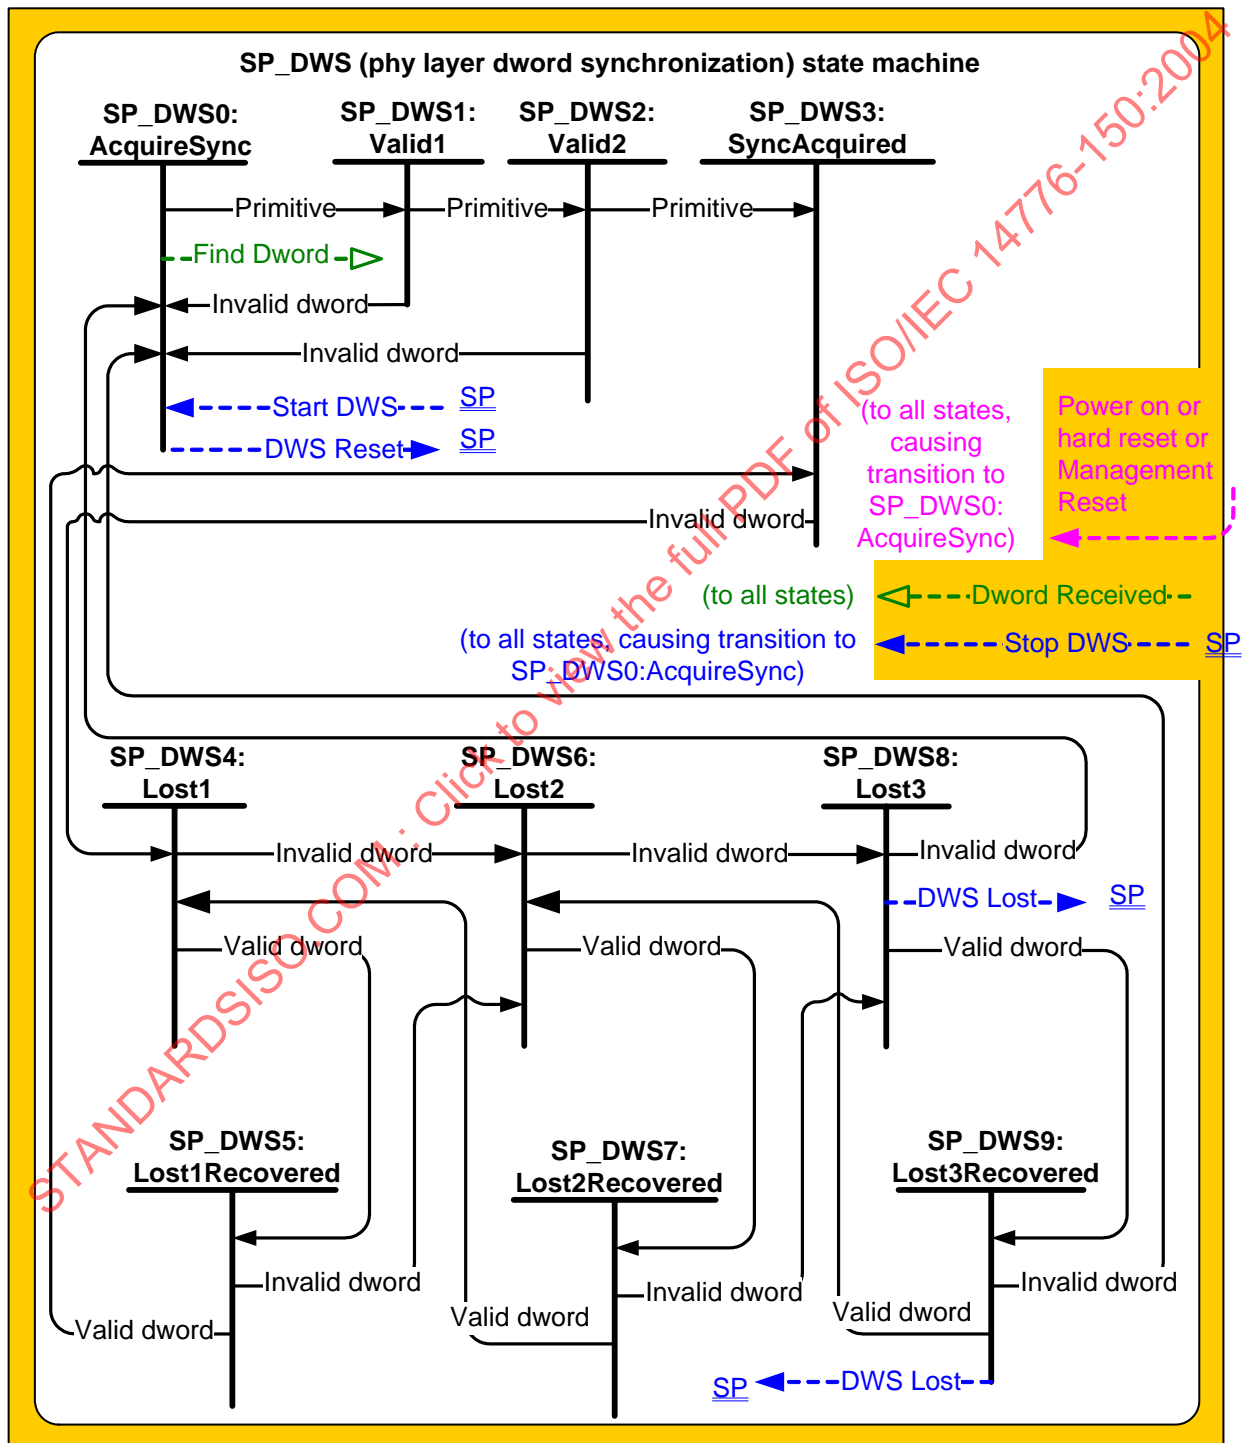 SP_DWS (phy layer dword synchronization) state machine
SP_DWS0:
AcquireSync
SP_DWS1:
Valid1
SP_DWS2:
Valid2
SP_DWS3:
SyncAcquired
Primitive
Primitive
Primitive
Find Dword
Invalid dword
Invalid dword
Start DWS
SP
DWS Reset
SP
Invalid dword
(to all states,
causing
transition to
SP_DWS0:
AcquireSync)
Power on or
hard reset or
Management
Reset
(to all states)
Dword Received
(to all states, causing transition to
SP_DWS0:AcquireSync)
Stop DWS
SP
SP_DWS4:
Lost1
SP_DWS6:
Lost2
SP_DWS8:
Lost3
Invalid dword
Invalid dword
Invalid dword
DWS Lost
SP
Valid dword
Valid dword
Valid dword
SP_DWS5:
Lost1Recovered
SP_DWS7:
Lost2Recovered
SP_DWS9:
Lost3Recovered
Invalid dword
Invalid dword
Invalid dword
Valid dword
Valid dword
Valid dword
SP
DWS Lost
STANDARDSISO.COM : Click to view the full PDF of ISO/IEC 14776-150:2004